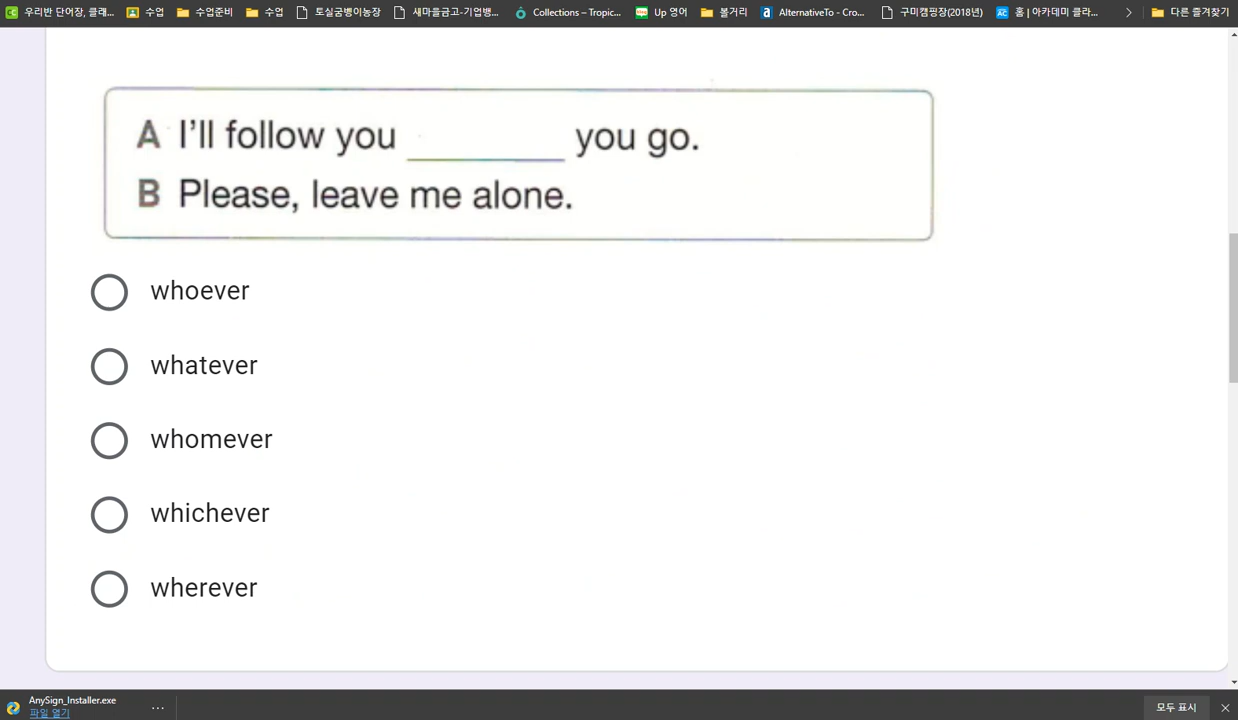 우리반 단어장, 클래... 수업 수업준비 수업 토실굼벵이농장 새마을금고-기업뱅... Collections – Tropic... Up 영어 볼거리 AlternativeTo - Cro... 구미캠핑장(2018년) 홈 | 아카데미 클라... 다른 즐겨찾기
A I'll follow you ________ you go.
B Please, leave me alone.
whoever
whatever
whomever
whichever
wherever
AnySign_Installer.exe
파일 열기
모두 표시